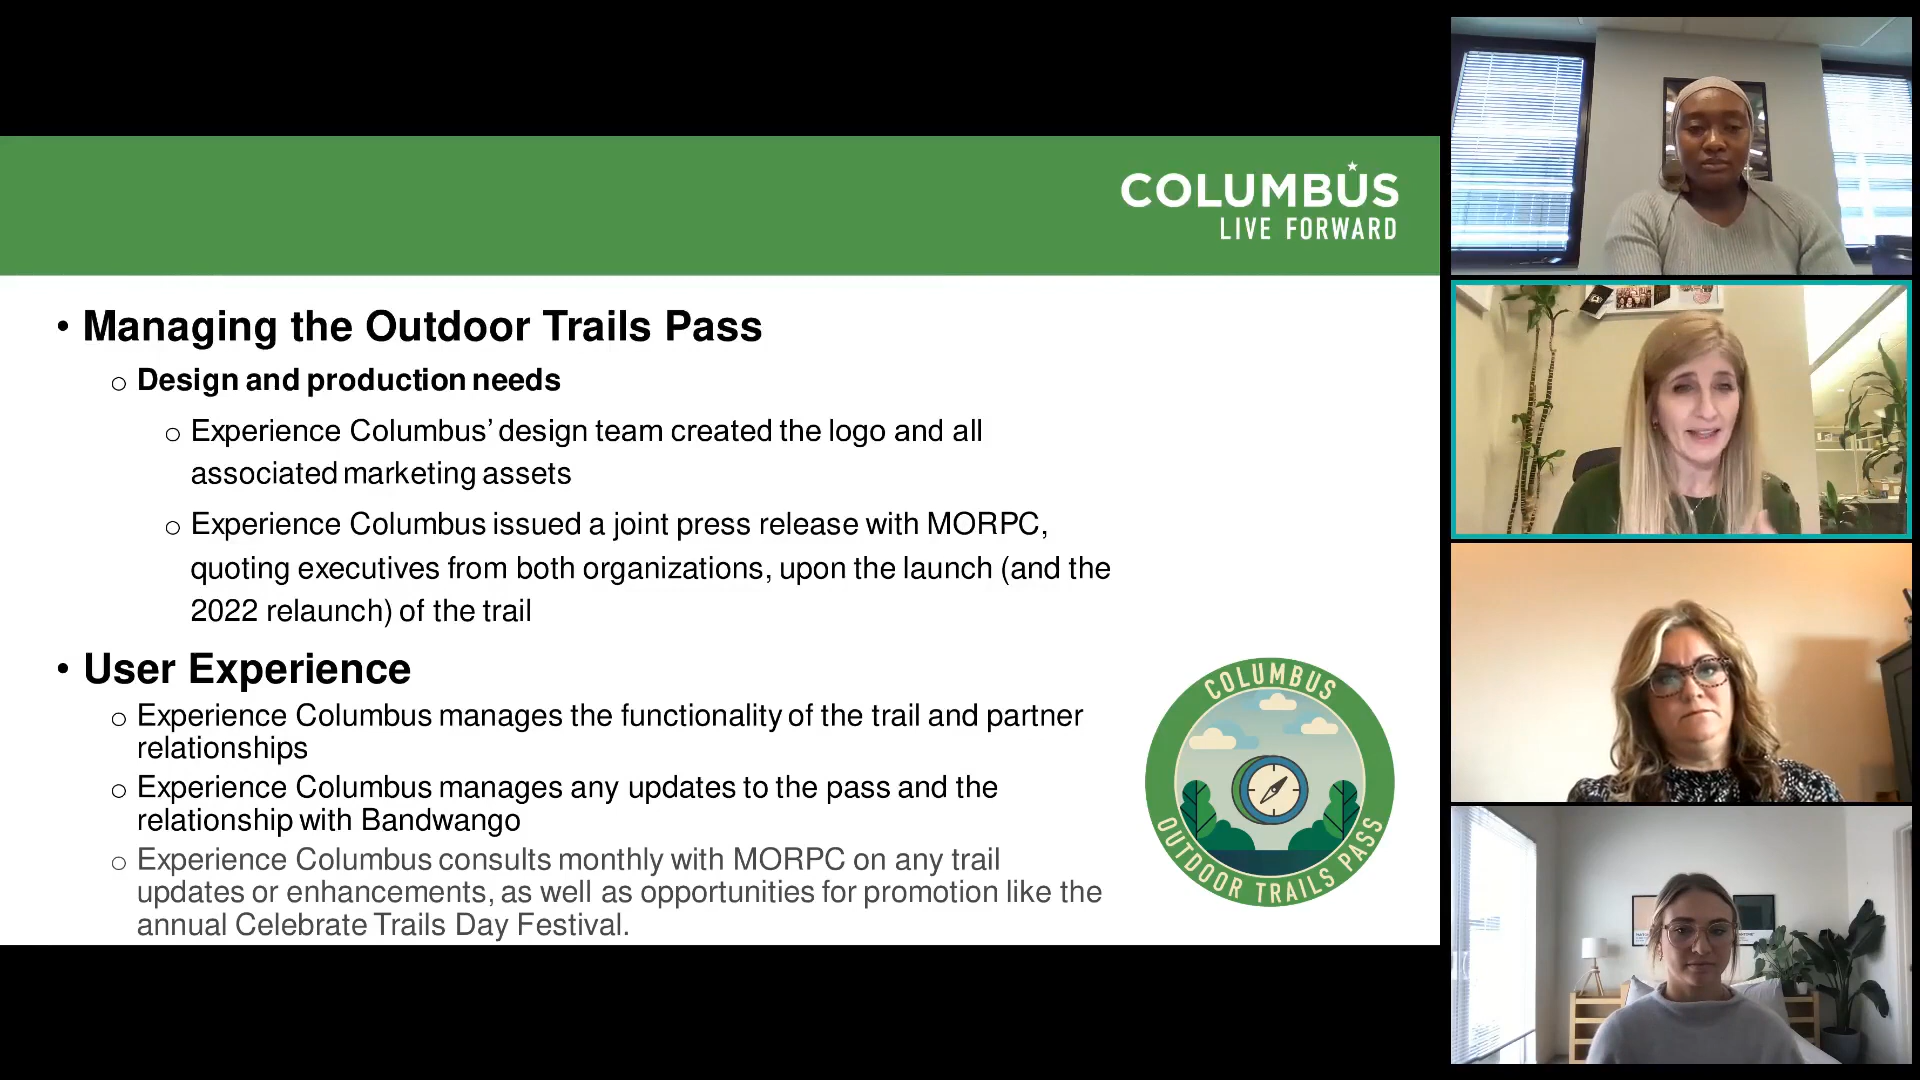 COLUMBUS
LIVE FORWARD
• Managing the Outdoor Trails Pass
o Design and production needs
o Experience Columbus’ design team created the logo and all
associated marketing assets
o Experience Columbus issued a joint press release with MORPC,
quoting executives from both organizations, upon the launch (and the
2022 relaunch) of the trail
• User Experience
o Experience Columbus manages the functionality of the trail and partner
relationships
o Experience Columbus manages any updates to the pass and the
relationship with Bandwango
o Experience Columbus consults monthly with MORPC on any trail
updates or enhancements, as well as opportunities for promotion like the
annual Celebrate Trails Day Festival.
COLUMBUS
OUTDOOR TRAILS PASS